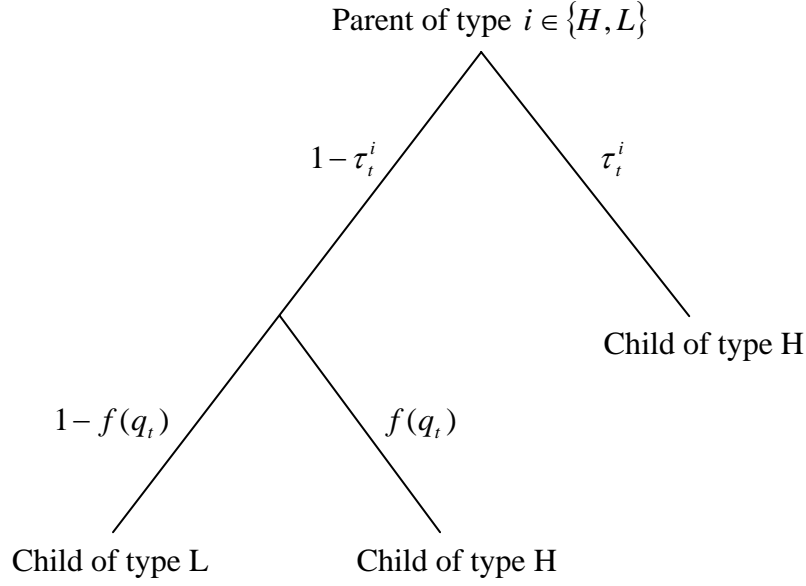 Parent of type i ∈ {H, L}
1 − τ_t^i
τ_t^i
Child of type H
1 − f(q_t)
f(q_t)
Child of type L
Child of type H